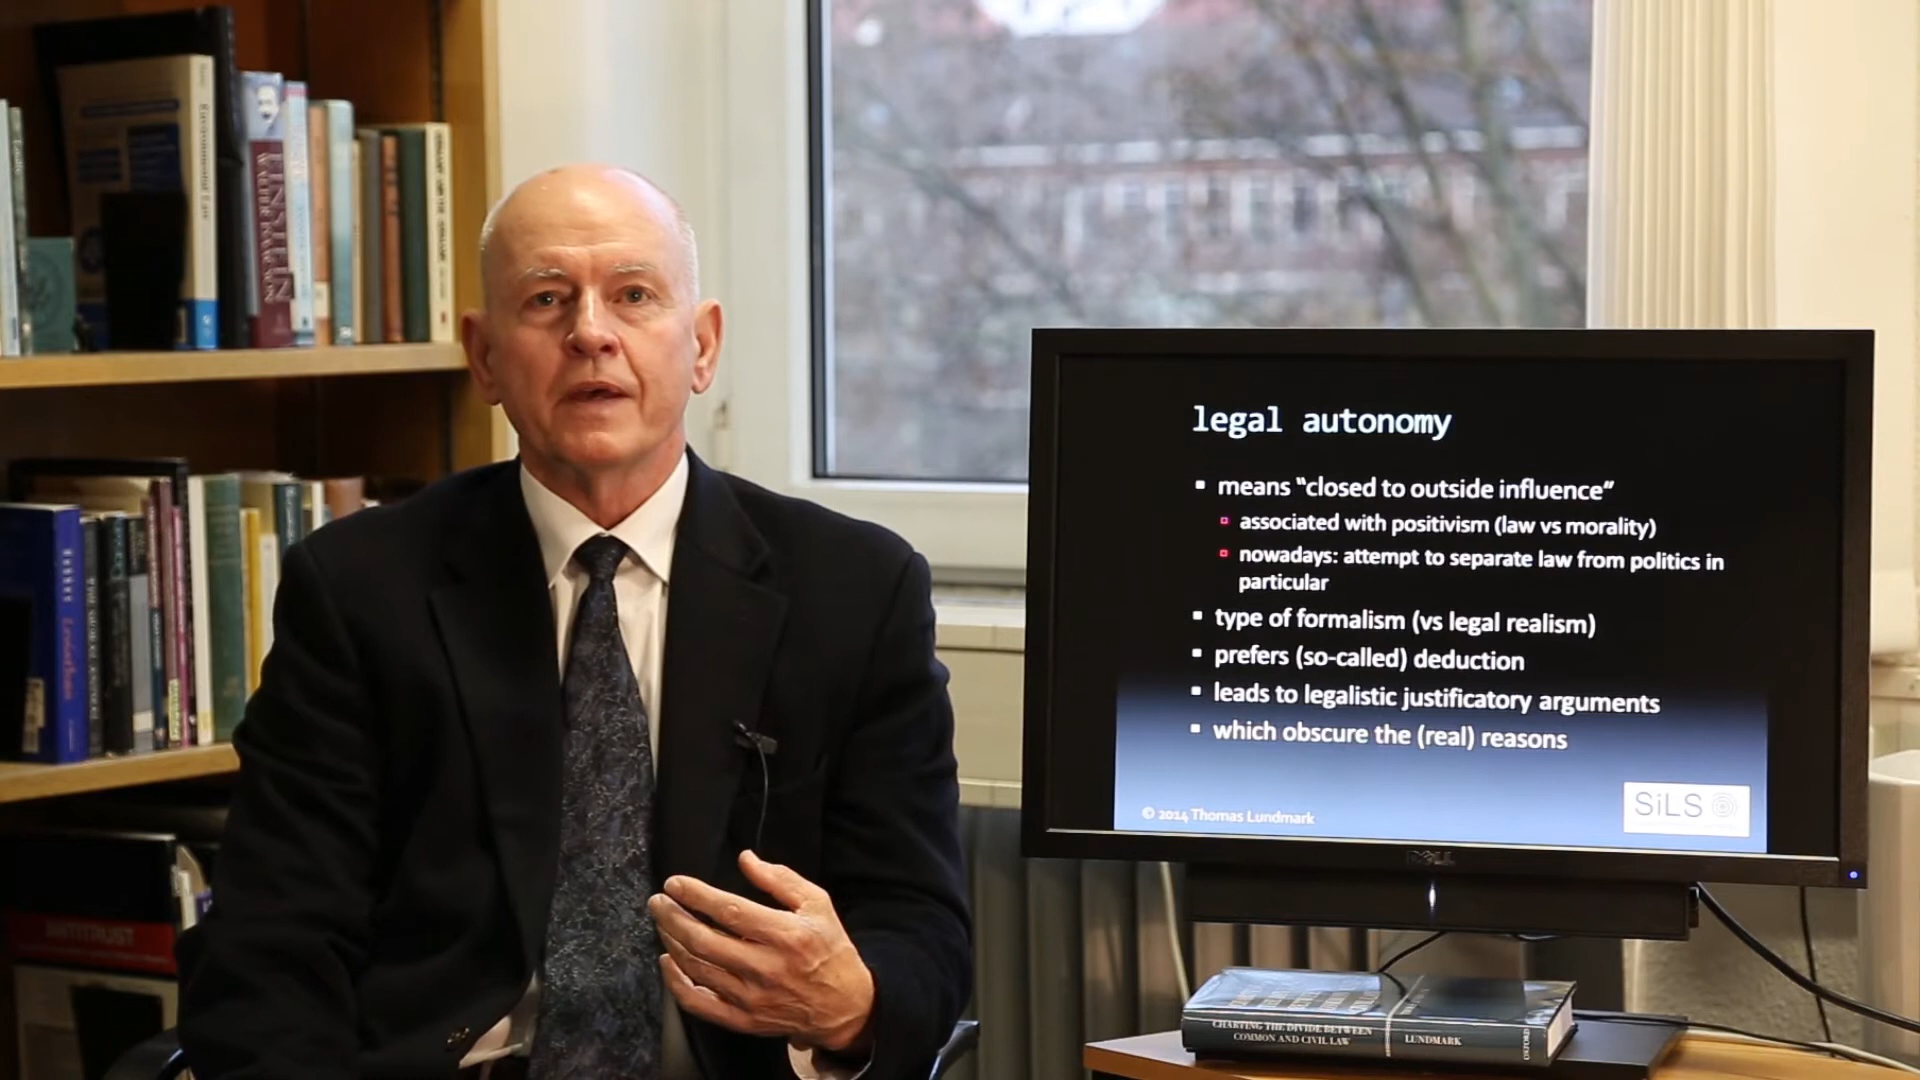 Environmental Law
EINSTEIN
WALTER ISAACSON
legal autonomy
▪ means “closed to outside influence”
▫ associated with positivism (law vs morality)
▫ nowadays: attempt to separate law from politics in
particular
▪ type of formalism (vs legal realism)
▪ prefers (so-called) deduction
▪ leads to legalistic justificatory arguments
▪ which obscure the (real) reasons
© 2014 Thomas Lundmark
SiLS
DELL
ANTITRUST
CHARTING THE DIVIDE BETWEEN
COMMON AND CIVIL LAW
LUNDMARK
OXFORD